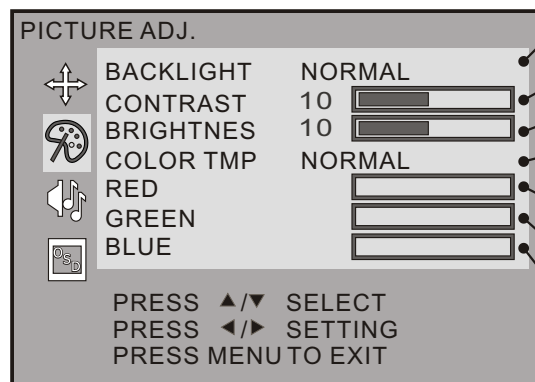 PICTURE ADJ.
BACKLIGHT NORMAL
CONTRAST 10
BRIGHTNES 10
COLOR TMP NORMAL
RED
GREEN
BLUE
OSD
PRESS ▲/▼ SELECT
PRESS ◀/▶ SETTING
PRESS MENU TO EXIT